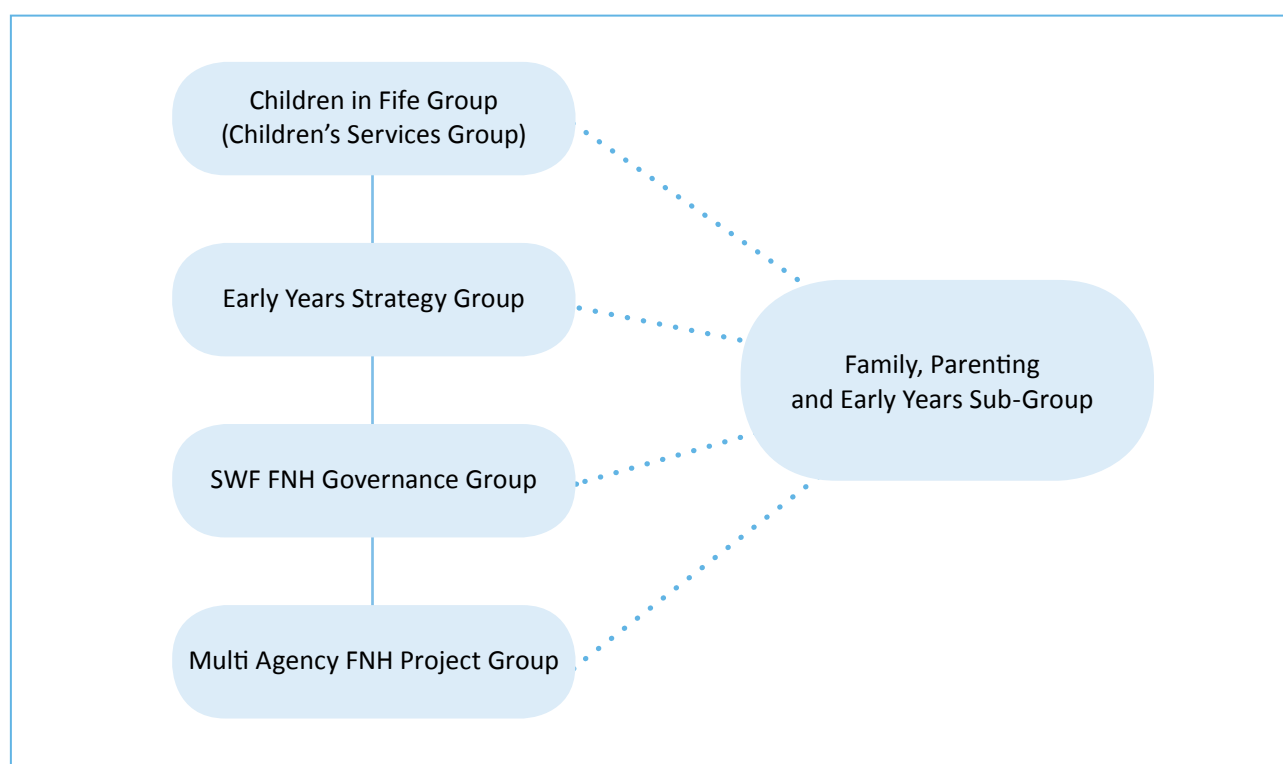 Children in Fife Group
(Children’s Services Group)
Early Years Strategy Group
SWF FNH Governance Group
Multi Agency FNH Project Group
Family, Parenting
and Early Years Sub-Group